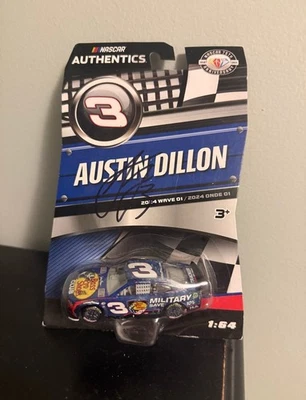 NASCAR
AUTHENTICS
3
AUSTIN DILLON
2024 WAVE 01 / 2024 ONDE 01
3+
3
MILITARY
1:64